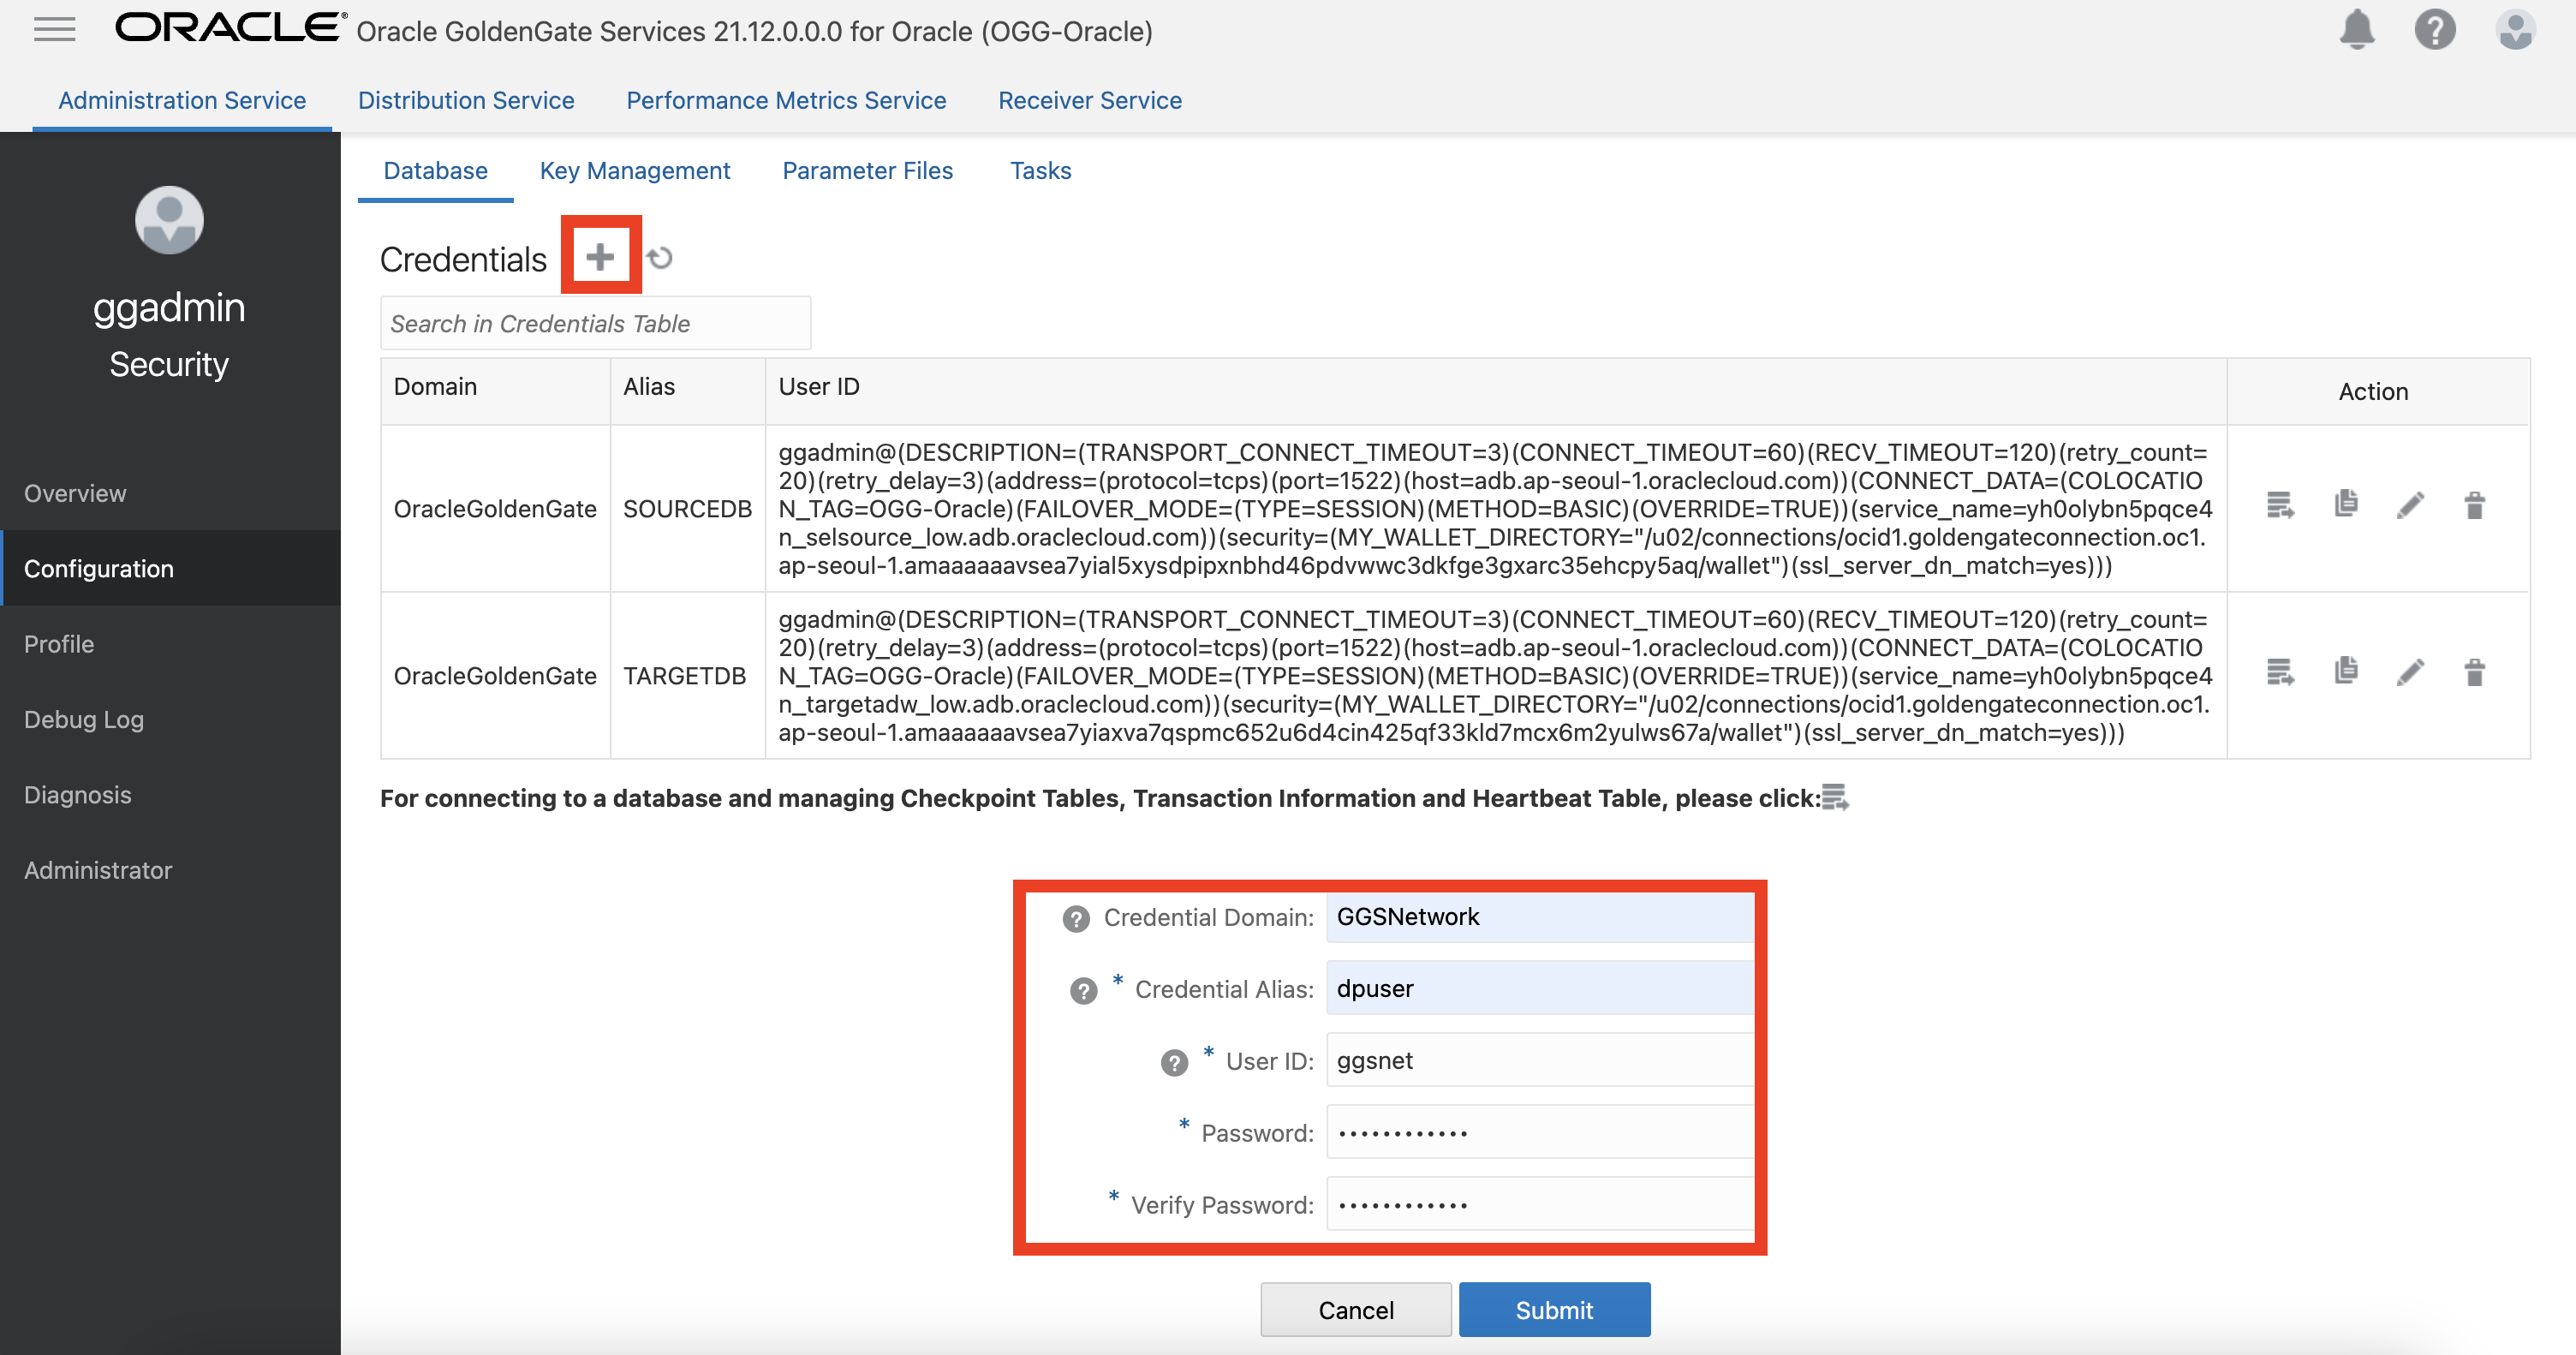 ORACLE® Oracle GoldenGate Services 21.12.0.0.0 for Oracle (OGG-Oracle)
Administration Service Distribution Service Performance Metrics Service Receiver Service
ggadmin
Security
Overview
Configuration
Profile
Debug Log
Diagnosis
Administrator
Database Key Management Parameter Files Tasks
Credentials
Search in Credentials Table
Domain Alias User ID Action
OracleGoldenGate SOURCEDB
ggadmin@(DESCRIPTION=(TRANSPORT_CONNECT_TIMEOUT=3)(CONNECT_TIMEOUT=60)(RECV_TIMEOUT=120)(retry_count=
20)(retry_delay=3)(address=(protocol=tcps)(port=1522)(host=adb.ap-seoul-1.oraclecloud.com))(CONNECT_DATA=(COLOCATIO
N_TAG=OGG-Oracle)(FAILOVER_MODE=(TYPE=SESSION)(METHOD=BASIC)(OVERRIDE=TRUE))(service_name=yh0olybn5pqce4
n_selsource_low.adb.oraclecloud.com))(security=(MY_WALLET_DIRECTORY="/u02/connections/ocid1.goldengateconnection.oc1.
ap-seoul-1.amaaaaaavsea7yial5xysdpipxnbhd46pdvwwc3dkfge3gxarc35ehcpy5aq/wallet")(ssl_server_dn_match=yes)))
OracleGoldenGate TARGETDB
ggadmin@(DESCRIPTION=(TRANSPORT_CONNECT_TIMEOUT=3)(CONNECT_TIMEOUT=60)(RECV_TIMEOUT=120)(retry_count=
20)(retry_delay=3)(address=(protocol=tcps)(port=1522)(host=adb.ap-seoul-1.oraclecloud.com))(CONNECT_DATA=(COLOCATIO
N_TAG=OGG-Oracle)(FAILOVER_MODE=(TYPE=SESSION)(METHOD=BASIC)(OVERRIDE=TRUE))(service_name=yh0olybn5pqce4
n_targetadw_low.adb.oraclecloud.com))(security=(MY_WALLET_DIRECTORY="/u02/connections/ocid1.goldengateconnection.oc1.
ap-seoul-1.amaaaaaavsea7yiaxva7qspmc652u6d4cin425qf33kld7mcx6m2yulws67a/wallet")(ssl_server_dn_match=yes)))
For connecting to a database and managing Checkpoint Tables, Transaction Information and Heartbeat Table, please click:
? Credential Domain: GGSNetwork
? * Credential Alias: dpuser
? * User ID: ggsnet
* Password: ••••••••••••
* Verify Password: ••••••••••••
Cancel Submit